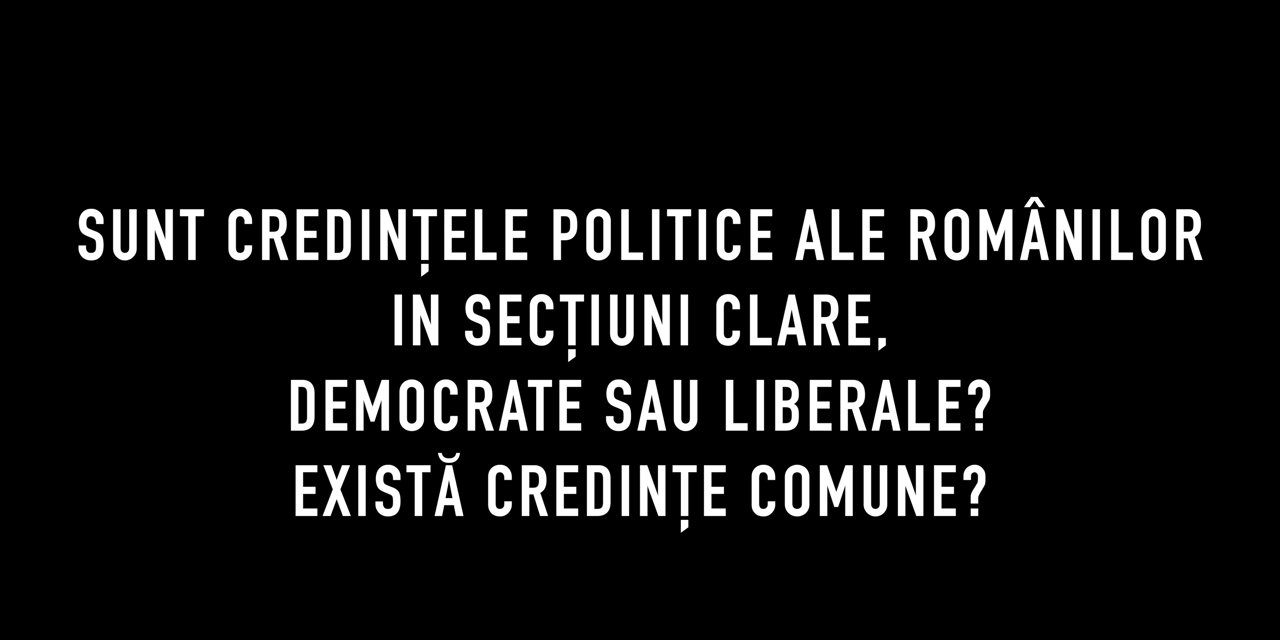 SUNT CREDINȚELE POLITICE ALE ROMÂNILOR
IN SECȚIUNI CLARE,
DEMOCRATE SAU LIBERALE?
EXISTĂ CREDINȚE COMUNE?